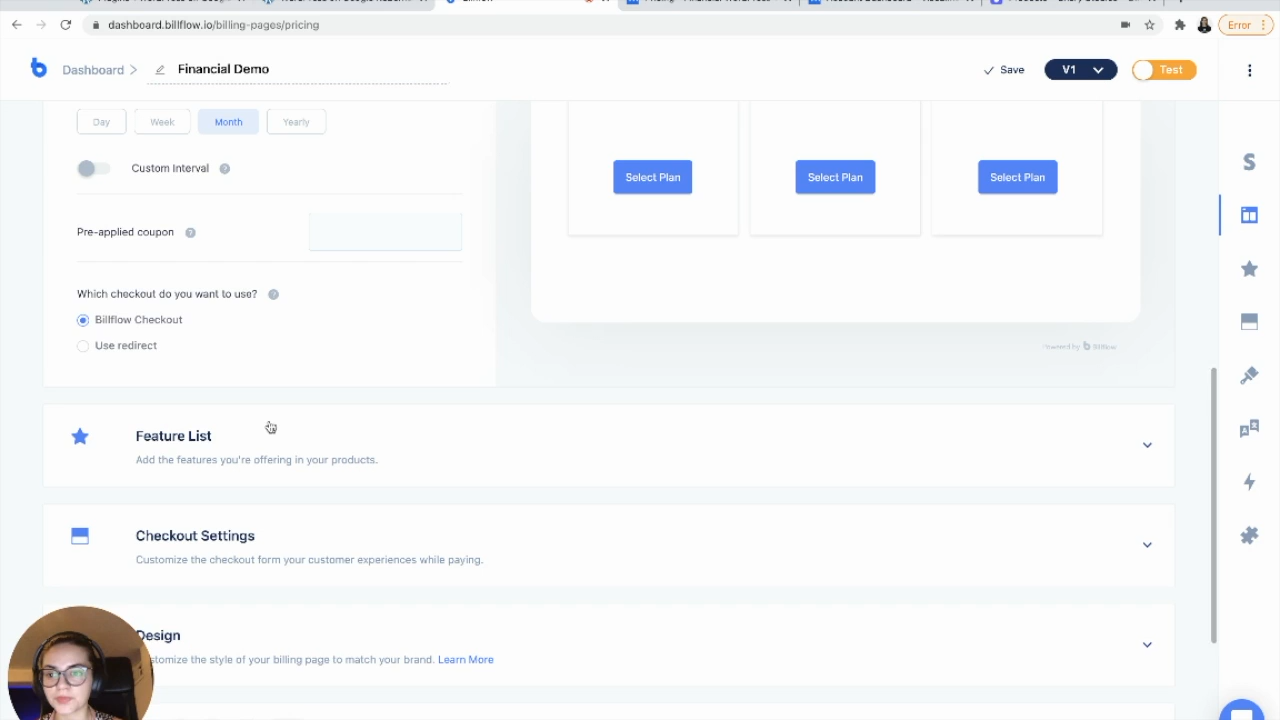 dashboard.billflow.io/billing-pages/pricing
Error
Dashboard
Financial Demo
Save
V1
Test
Day
Week
Month
Yearly
Custom Interval
Pre-applied coupon
Which checkout do you want to use?
Billflow Checkout
Use redirect
Select Plan
Select Plan
Select Plan
Powered by Billflow
Feature List
Add the features you're offering in your products.
Checkout Settings
Customize the checkout form your customer experiences while paying.
Design
stomize the style of your billing page to match your brand. Learn More